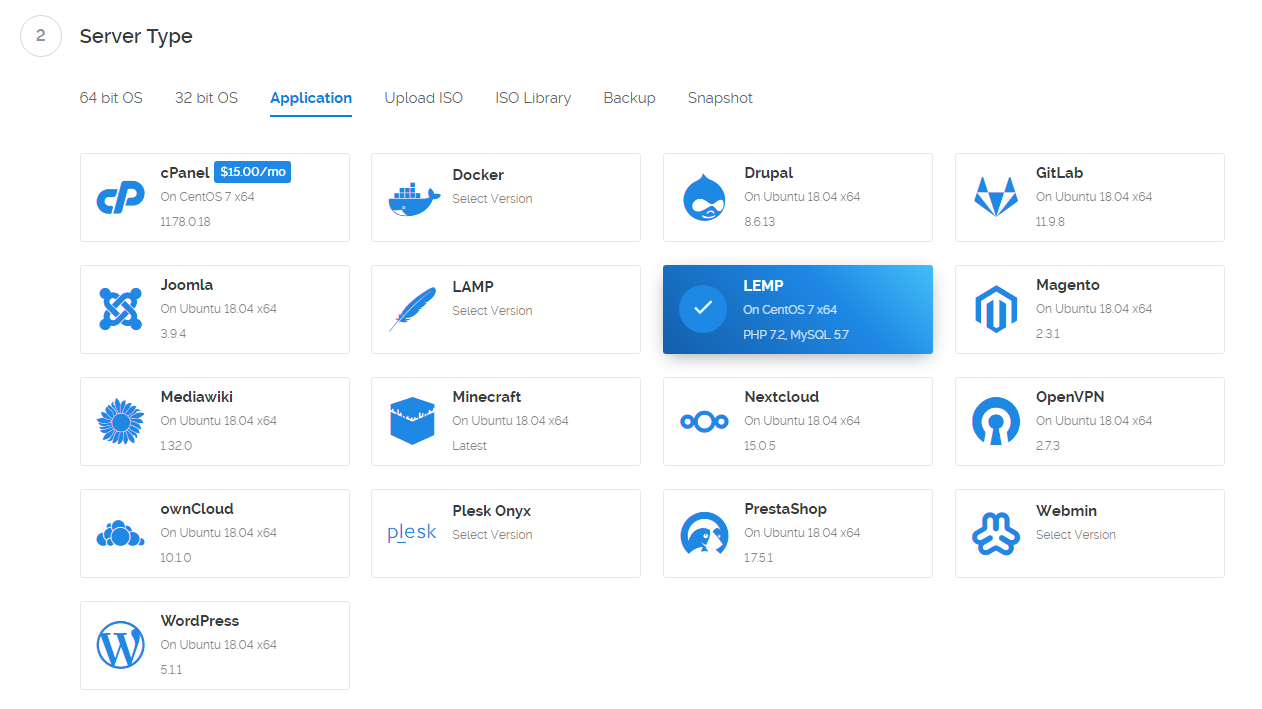 2
Server Type
64 bit OS
32 bit OS
Application
Upload ISO
ISO Library
Backup
Snapshot
cPanel $15.00/mo
On CentOS 7 x64
11.78.0.18
Docker
Select Version
Drupal
On Ubuntu 18.04 x64
8.6.13
GitLab
On Ubuntu 18.04 x64
11.9.8
Joomla
On Ubuntu 18.04 x64
3.9.4
LAMP
Select Version
LEMP
On CentOS 7 x64
PHP 7.2, MySQL 5.7
Magento
On Ubuntu 18.04 x64
2.3.1
Mediawiki
On Ubuntu 18.04 x64
1.32.0
Minecraft
On Ubuntu 18.04 x64
Latest
Nextcloud
On Ubuntu 18.04 x64
15.0.5
OpenVPN
On Ubuntu 18.04 x64
2.7.3
ownCloud
On Ubuntu 18.04 x64
10.1.0
plesk
Plesk Onyx
Select Version
PrestaShop
On Ubuntu 18.04 x64
1.7.5.1
Webmin
Select Version
WordPress
On Ubuntu 18.04 x64
5.1.1